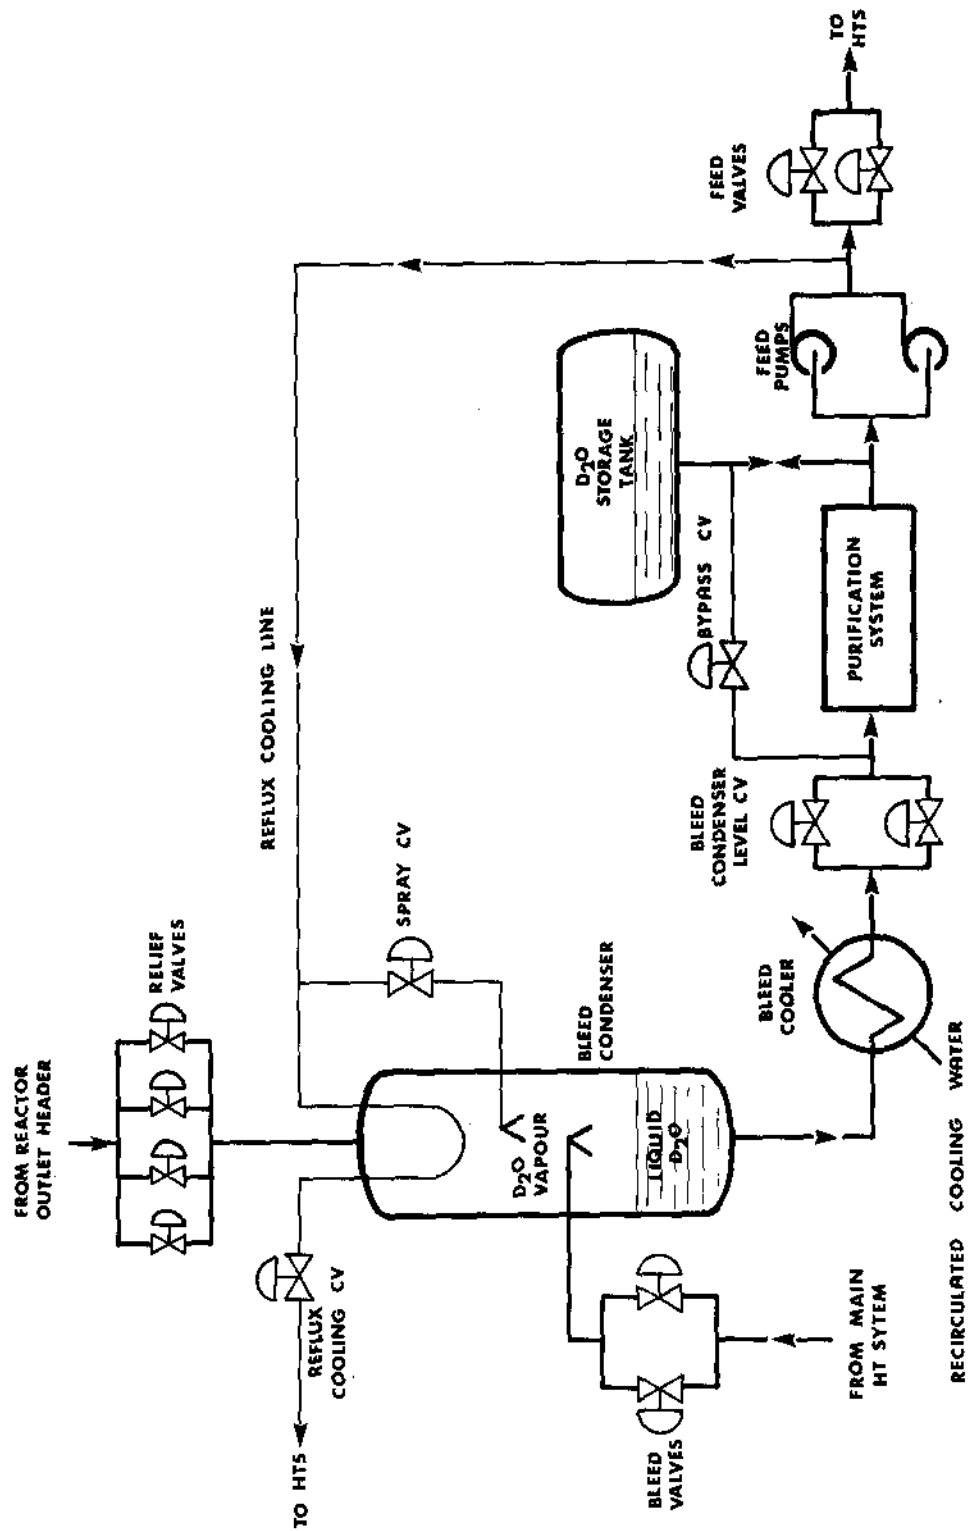 FROM REACTOR
OUTLET HEADER
RELIEF
VALVES
REFLUX COOLING LINE
TO HTS
REFLUX
COOLING CV
SPRAY CV
D2O
VAPOUR
LIQUID
D2O
BLEED
CONDENSER
BLEED
VALVES
FROM MAIN
HT SYTEM
RECIRCULATED COOLING WATER
BLEED
COOLER
BLEED
CONDENSER
LEVEL CV
BYPASS CV
D2O
STORAGE
TANK
PURIFICATION
SYSTEM
FEED
PUMPS
FEED
VALVES
TO
HTS